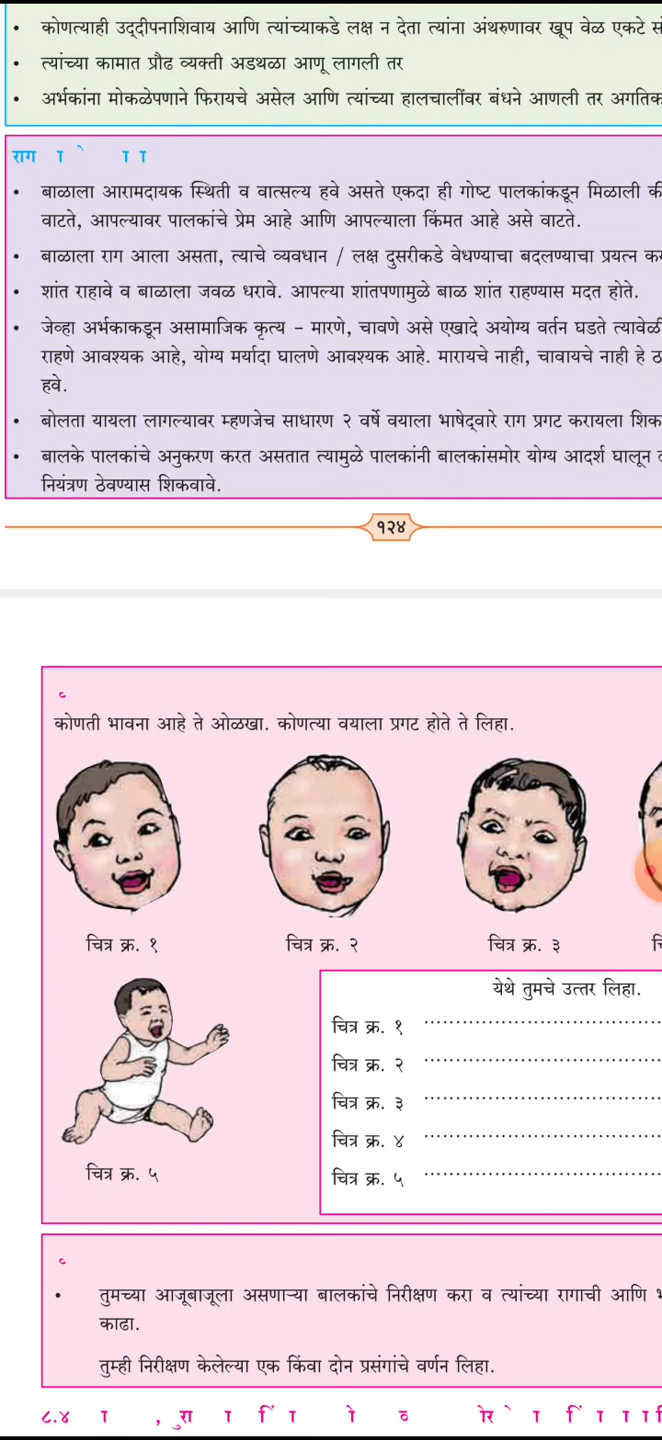 • कोणत्याही उद्दीपनाशिवाय आणि त्यांच्याकडे लक्ष न देता त्यांना अंथरुणावर खूप वेळ एकटे
• त्यांच्या कामात प्रौढ व्यक्ती अडथळा आणू लागली तर
• अर्भकांना मोकळेपणाने फिरायचे असेल आणि त्यांच्या हालचालींवर बंधने आणली तर
राग
• बाळाला आरामदायक स्थिती व वात्सल्य हवे असते एकदा ही गोष्ट पालकांकडून मिळाली की
वाटते, आपल्यावर पालकांचे प्रेम आहे आणि आपल्याला किंमत आहे असे वाटते.
• बाळाला राग आला असता, त्याचे व्यवधान / लक्ष दुसरीकडे वेधण्याचा बदलण्याचा प्रयत्न
• शांत राहावे व बाळाला जवळ धरावे. आपल्या शांतपणामुळे बाळ शांत राहण्यास मदत होते.
• जेव्हा अर्भकाकडून असामाजिक कृत्य – मारणे, चावणे असे एखादे अयोग्य वर्तन घडते त्यावेळी
राहणे आवश्यक आहे, योग्य मर्यादा घालणे आवश्यक आहे. मारायचे नाही, चावायचे नाही हे
हवे.
• बोलता यायला लागल्यावर म्हणजेच साधारण २ वर्षे वयाला भाषेद्वारे राग प्रगट करायला
• बालके पालकांचे अनुकरण करत असतात त्यामुळे पालकांनी बालकांसमोर योग्य आदर्श घालून
नियंत्रण ठेवण्यास शिकवावे.
१२४
कोणती भावना आहे ते ओळखा. कोणत्या वयाला प्रगट होते ते लिहा.
चित्र क्र. १ चित्र क्र. २ चित्र क्र. ३
येथे तुमचे उत्तर लिहा.
चित्र क्र. १
चित्र क्र. २
चित्र क्र. ३
चित्र क्र. ४
चित्र क्र. ५
चित्र क्र. ५
• तुमच्या आजूबाजूला असणाऱ्या बालकांचे निरीक्षण करा व त्यांच्या रागाची आणि
काढा.
तुम्ही निरीक्षण केलेल्या एक किंवा दोन प्रसंगांचे वर्णन लिहा.
८.४